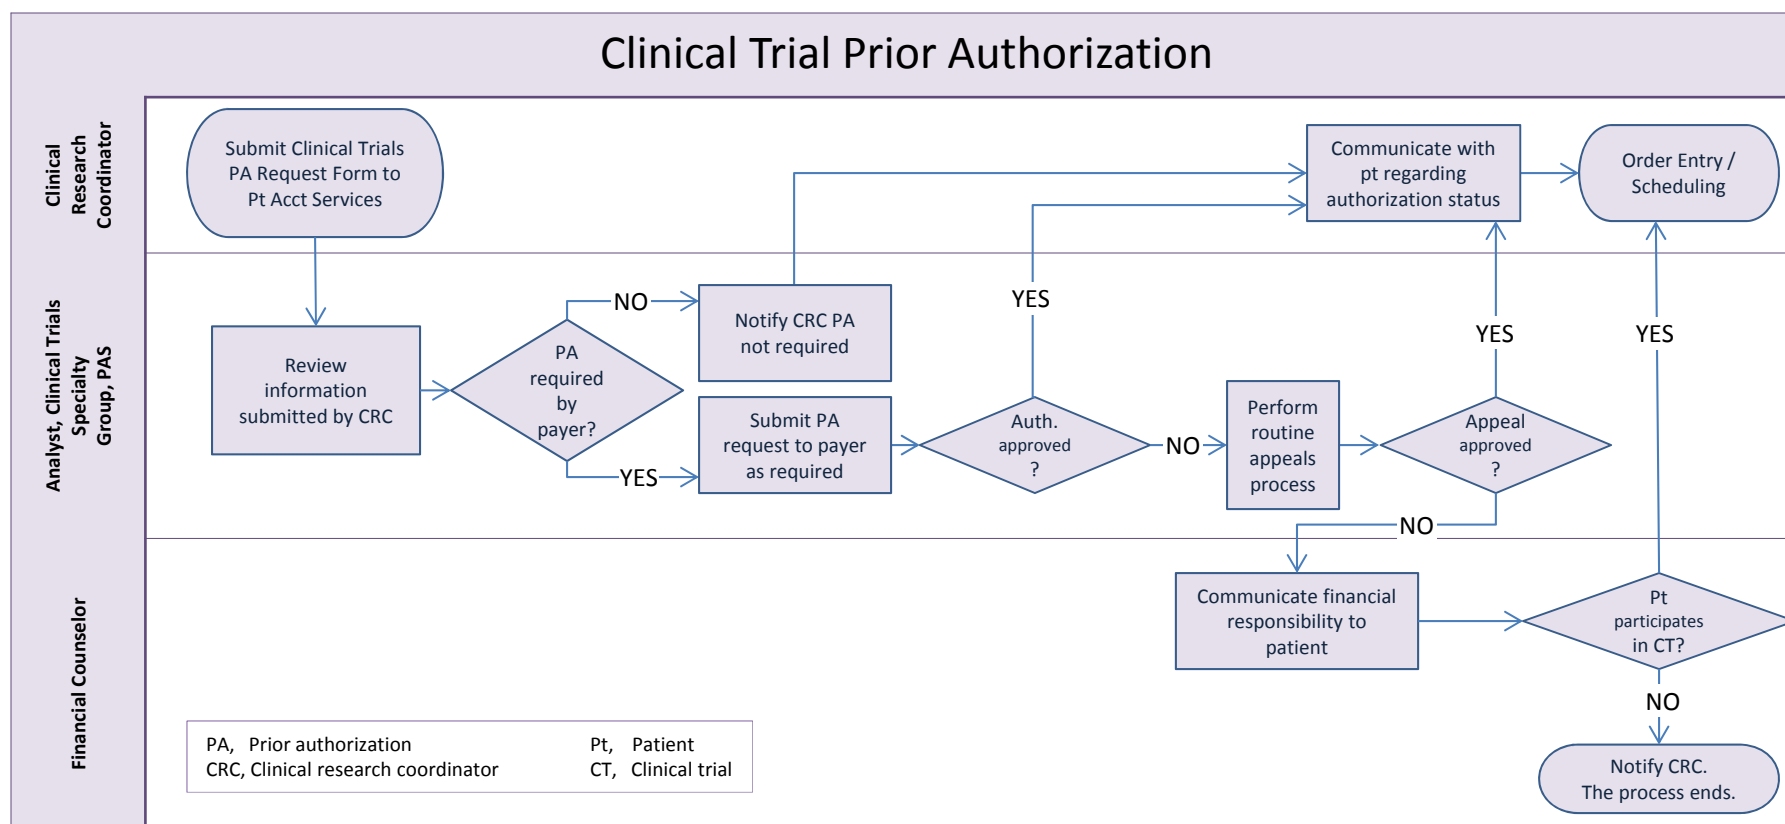 Clinical Trial Prior Authorization
Clinical
Research
Coordinator
Submit Clinical Trials
PA Request Form to
Pt Acct Services
Communicate with
pt regarding
authorization status
Order Entry /
Scheduling
Analyst, Clinical Trials
Specialty
Group, PAS
Review
information
submitted by CRC
PA
required
by
payer?
NO
YES
Notify CRC PA
not required
Submit PA
request to payer
as required
YES
Auth.
approved
?
NO
Perform
routine
appeals
process
YES
Appeal
approved
?
NO
YES
Financial Counselor
Communicate financial
responsibility to
patient
Pt
participates
in CT?
NO
Notify CRC.
The process ends.
PA, Prior authorization
CRC, Clinical research coordinator
Pt, Patient
CT, Clinical trial